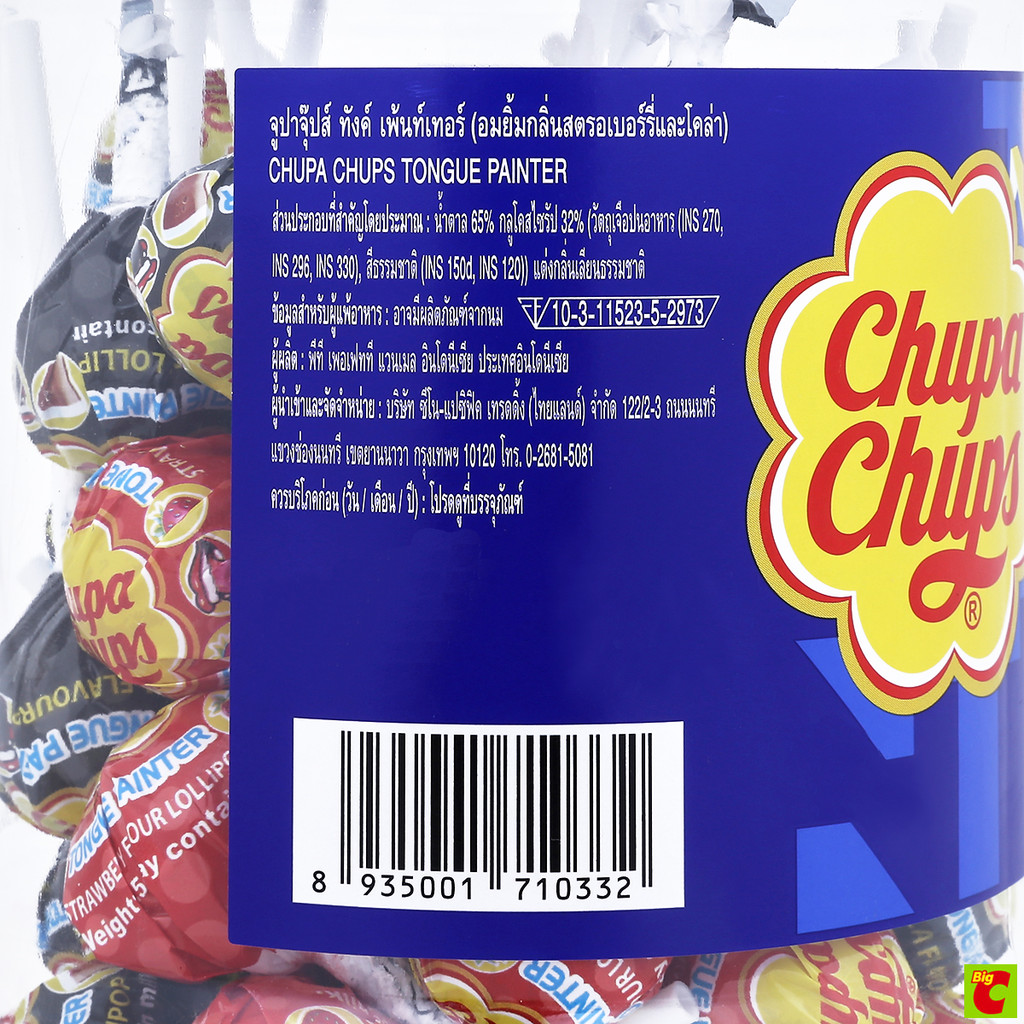 จูปาจุ๊ปส์ ทังค์ เพ้นท์เทอร์ (อมยิ้มกลิ่นสตรอเบอร์รี่และโคล่า)
CHUPA CHUPS TONGUE PAINTER
ส่วนประกอบที่สำคัญโดยประมาณ : น้ำตาล 65% กลูโคสไซรัป 32% (วัตถุเจือปนอาหาร (INS 270,
INS 296, INS 330), สีธรรมชาติ (INS 150d, INS 120)) แต่งกลิ่นเลียนธรรมชาติ
ข้อมูลสำหรับผู้แพ้อาหาร : อาจมีผลิตภัณฑ์จากนม 10-3-11523-5-2973
ผู้ผลิต : พีที เพอเฟทที แวนเมล อินโดนีเซีย ประเทศอินโดนีเซีย
ผู้นำเข้าและจัดจำหน่าย : บริษัท ซีโน-แปซิฟิค เทรดดิ้ง (ไทยแลนด์) จำกัด 122/2-3 ถนนนนทรี
แขวงช่องนนทรี เขตยานนาวา กรุงเทพฯ 10120 โทร. 0-2681-5081
ควรบริโภคก่อน (วัน / เดือน / ปี) : โปรดดูที่บรรจุภัณฑ์
Chupa
Chups
®
8 935001 710332
contain
LOLLIP
TONGUE PAINTER
FLAVOUR
STRAWBE
FOUR LOLLIPOPS
Weight
Big
C